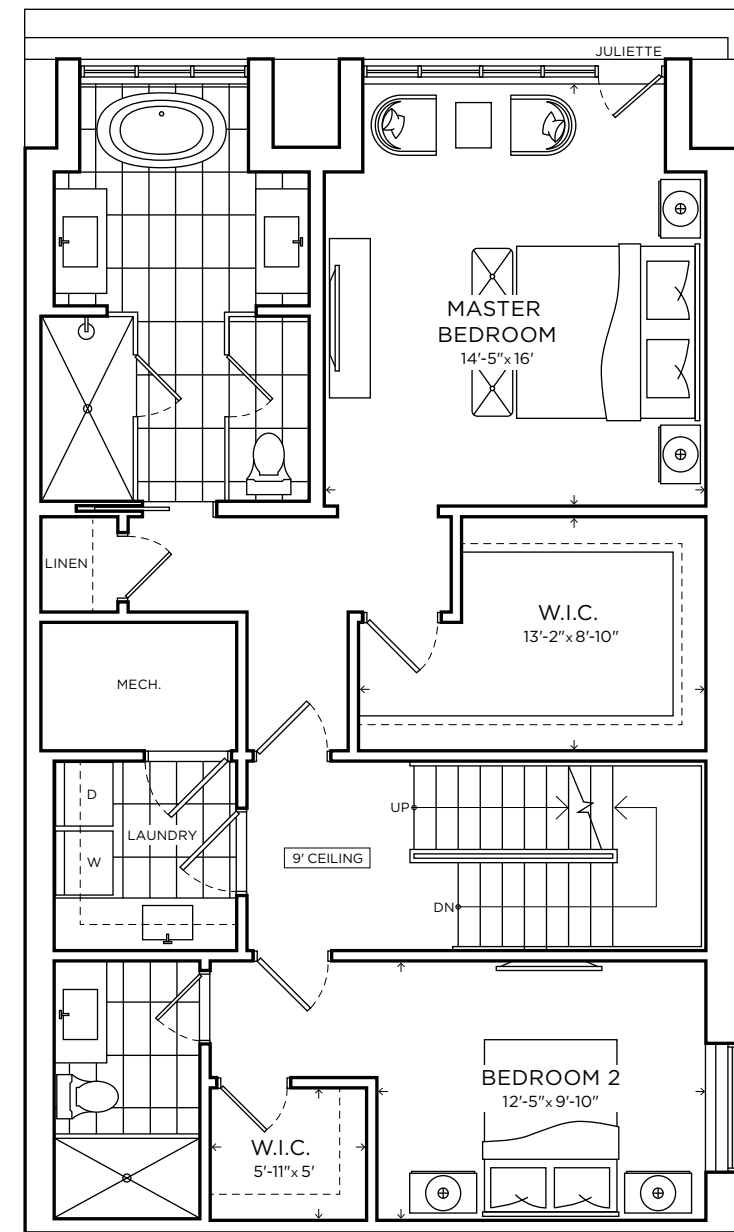 JULIETTE
MASTER
BEDROOM
14'-5"x 16'
LINEN
W.I.C.
13'-2"x 8'-10"
MECH.
D
UP
LAUNDRY
W
9' CEILING
DN
BEDROOM 2
12'-5"x 9'-10"
W.I.C.
5'-11"x 5'